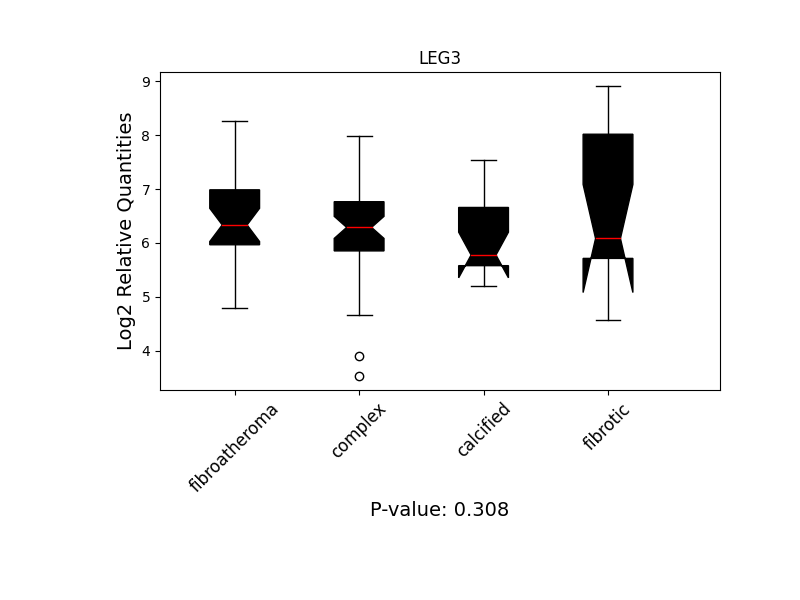 LEG3
Log2 Relative Quantities
9
8
7
6
5
4
fibroatheroma
complex
calcified
fibrotic
P-value: 0.308